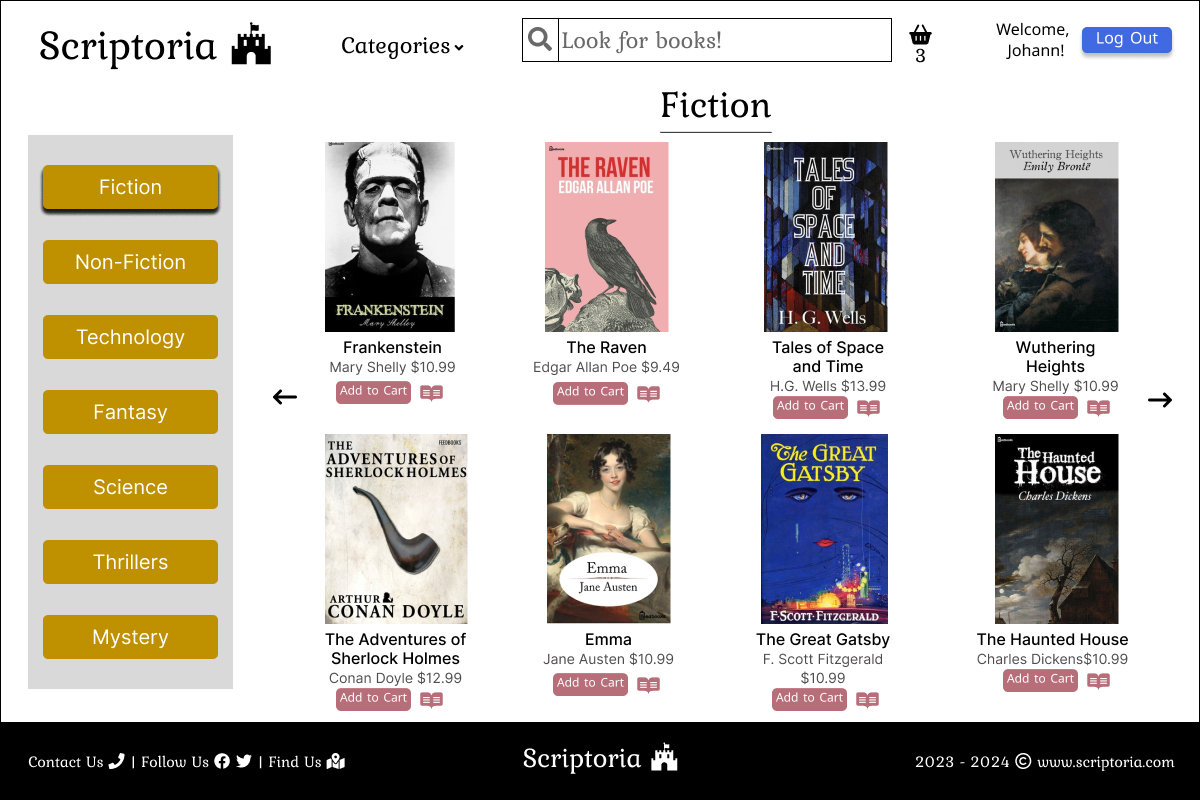 Scriptoria
Categories
Look for books!
3
Welcome,
Johann!
Log Out
Fiction
Fiction
Non-Fiction
Technology
Fantasy
Science
Thrillers
Mystery
FRANKENSTEIN
Mary Shelley
Frankenstein
Mary Shelly $10.99
Add to Cart
THE RAVEN
EDGAR ALLAN POE
The Raven
Edgar Allan Poe $9.49
Add to Cart
TALES
OF
SPACE
AND
TIME
H. G. Wells
Tales of Space
and Time
H.G. Wells $13.99
Add to Cart
Wuthering Heights
Emily Brontë
Wuthering
Heights
Mary Shelly $10.99
Add to Cart
THE
ADVENTURES OF
SHERLOCK HOLMES
FEEDBOOKS
ARTHUR
CONAN DOYLE
The Adventures of
Sherlock Holmes
Conan Doyle $12.99
Add to Cart
Emma
Jane Austen
Emma
Jane Austen $10.99
Add to Cart
The GREAT
GATSBY
F·SCOTT·FITZGERALD
The Great Gatsby
F. Scott Fitzgerald
$10.99
Add to Cart
The Haunted
House
Charles Dickens
The Haunted House
Charles Dickens$10.99
Add to Cart
Contact Us | Follow Us | Find Us
Scriptoria
2023 - 2024 © www.scriptoria.com